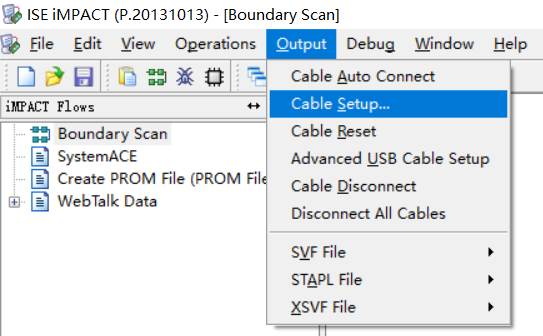 ISE iMPACT (P.20131013) - [Boundary Scan]
File Edit View Operations Output Debug Window Help
iMPACT Flows
Boundary Scan
SystemACE
Create PROM File (PROM File
WebTalk Data
Cable Auto Connect
Cable Setup...
Cable Reset
Advanced USB Cable Setup
Cable Disconnect
Disconnect All Cables
SVF File
STAPL File
XSVF File